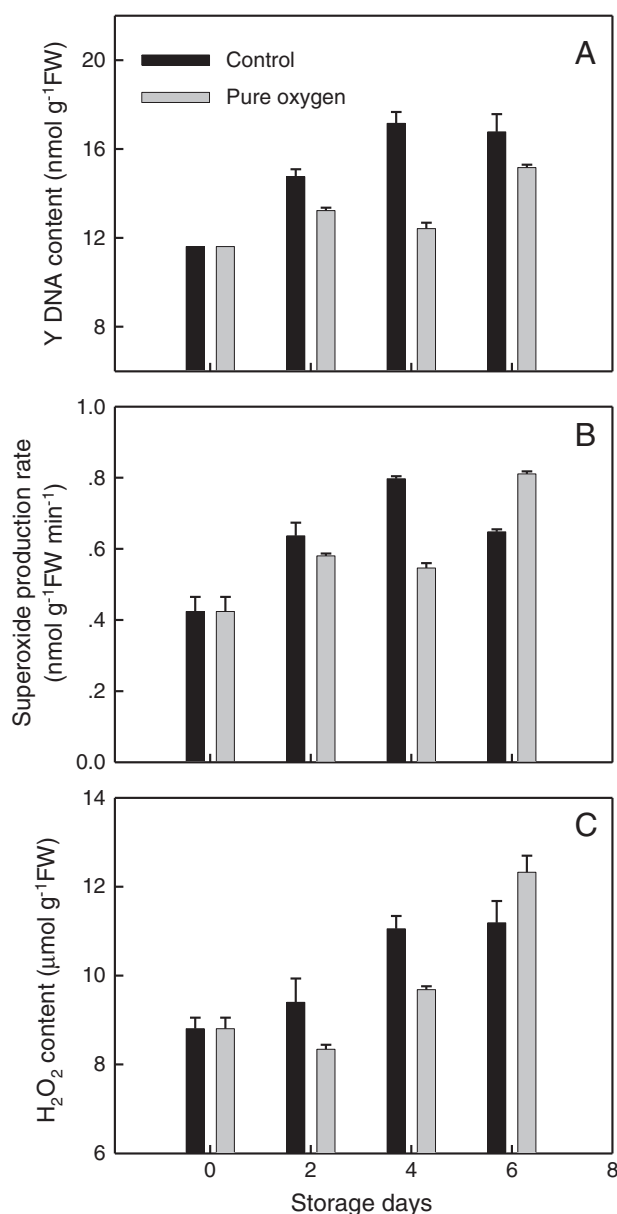 A
Control
Pure oxygen
Y DNA content (nmol g⁻¹FW)
20
16
12
8
B
Superoxide production rate
(nmol g⁻¹FW min⁻¹)
1.0
.8
.6
.4
.2
0.0
C
H₂O₂ content (μmol g⁻¹FW)
14
12
10
8
6
0 2 4 6 8
Storage days